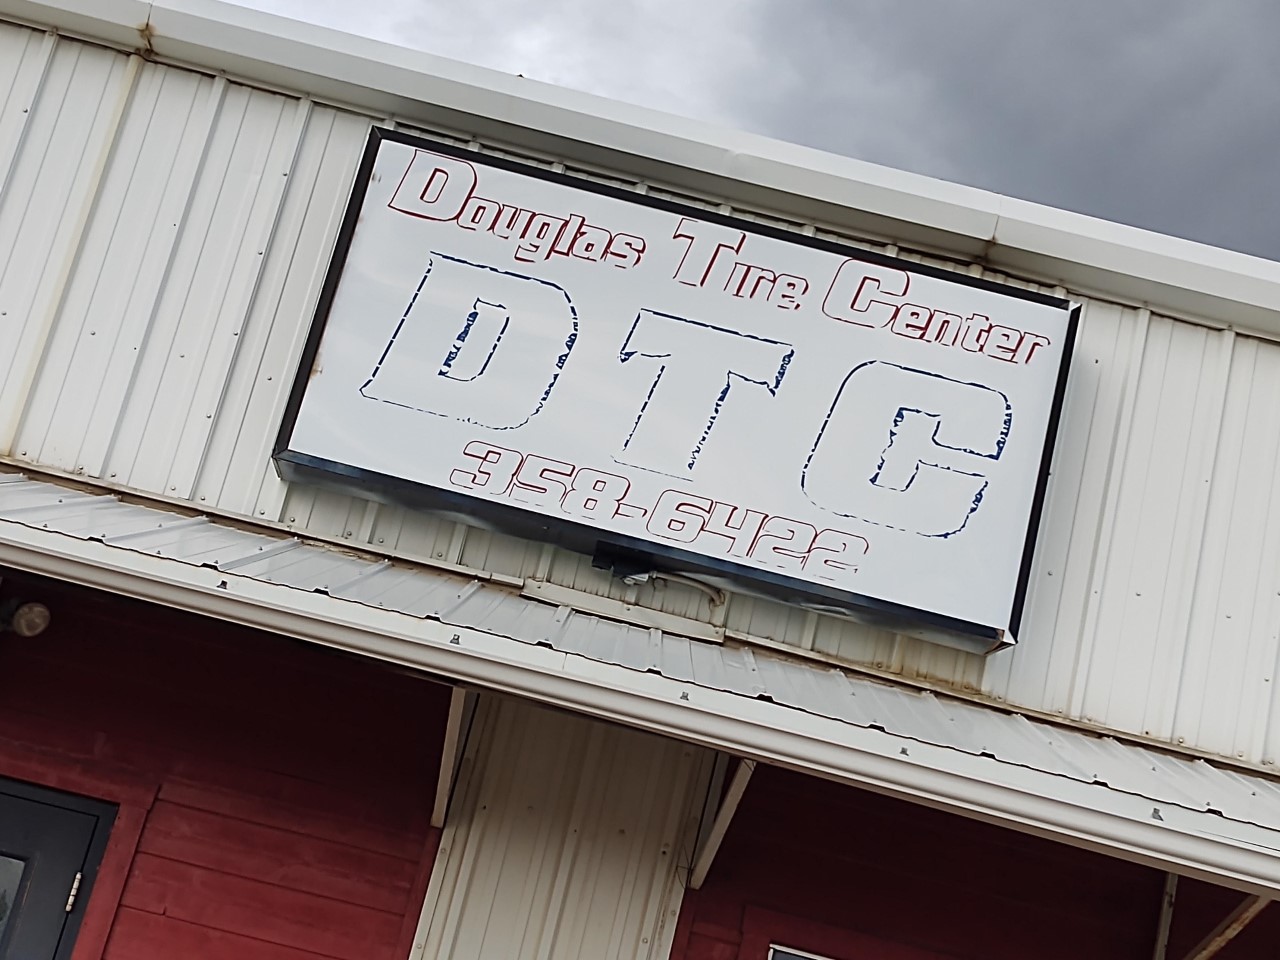 Douglas Tire Center
DTC
358-6422